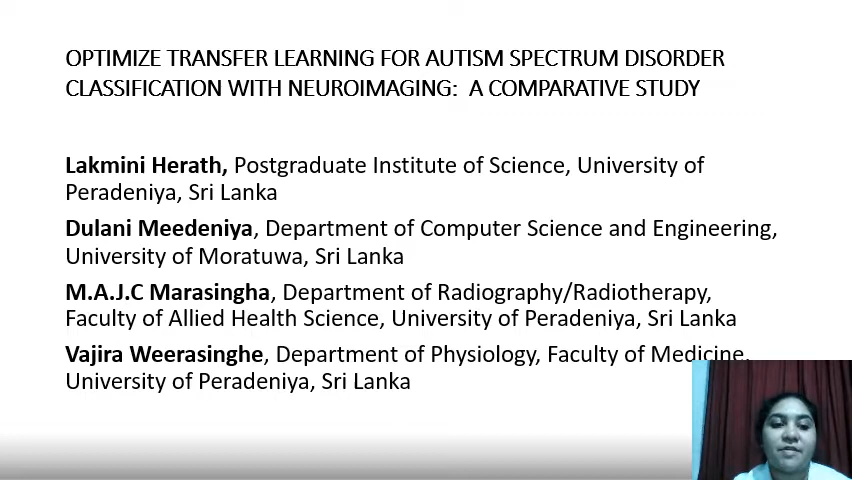 OPTIMIZE TRANSFER LEARNING FOR AUTISM SPECTRUM DISORDER
CLASSIFICATION WITH NEUROIMAGING: A COMPARATIVE STUDY
Lakmini Herath, Postgraduate Institute of Science, University of
Peradeniya, Sri Lanka
Dulani Meedeniya, Department of Computer Science and Engineering,
University of Moratuwa, Sri Lanka
M.A.J.C Marasingha, Department of Radiography/Radiotherapy,
Faculty of Allied Health Science, University of Peradeniya, Sri Lanka
Vajira Weerasinghe, Department of Physiology, Faculty of Medicine,
University of Peradeniya, Sri Lanka